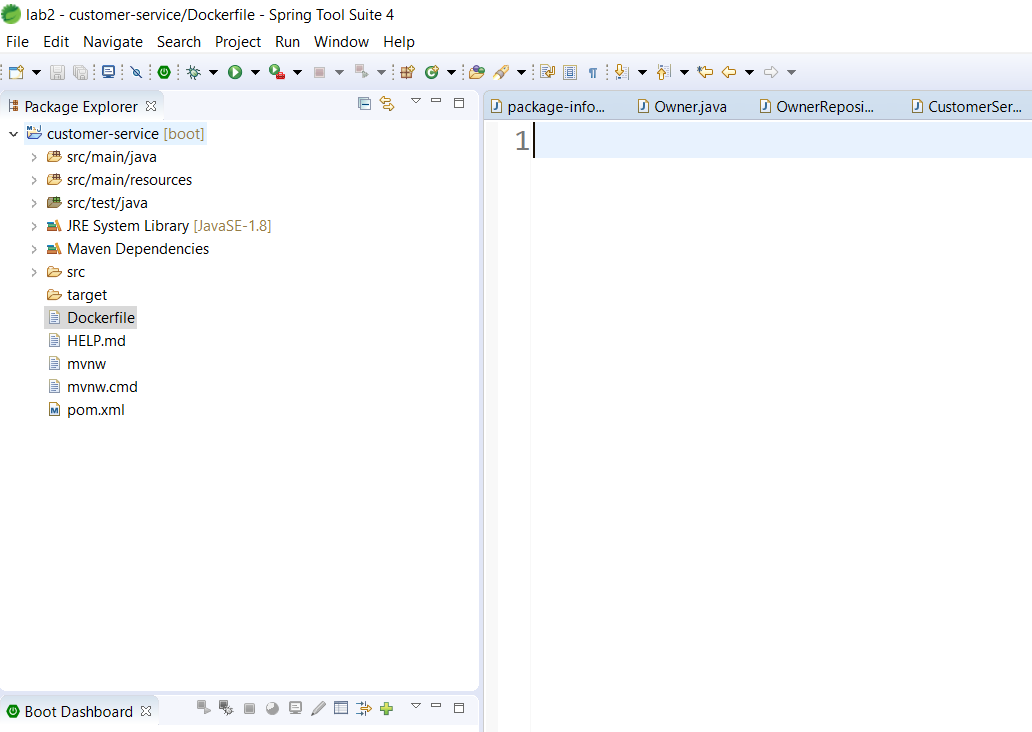 lab2 - customer-service/Dockerfile - Spring Tool Suite 4
File Edit Navigate Search Project Run Window Help
Package Explorer
customer-service [boot]
src/main/java
src/main/resources
src/test/java
JRE System Library [JavaSE-1.8]
Maven Dependencies
src
target
Dockerfile
HELP.md
mvnw
mvnw.cmd
pom.xml
Boot Dashboard
package-info... Owner.java OwnerReposi... CustomerSer...
1